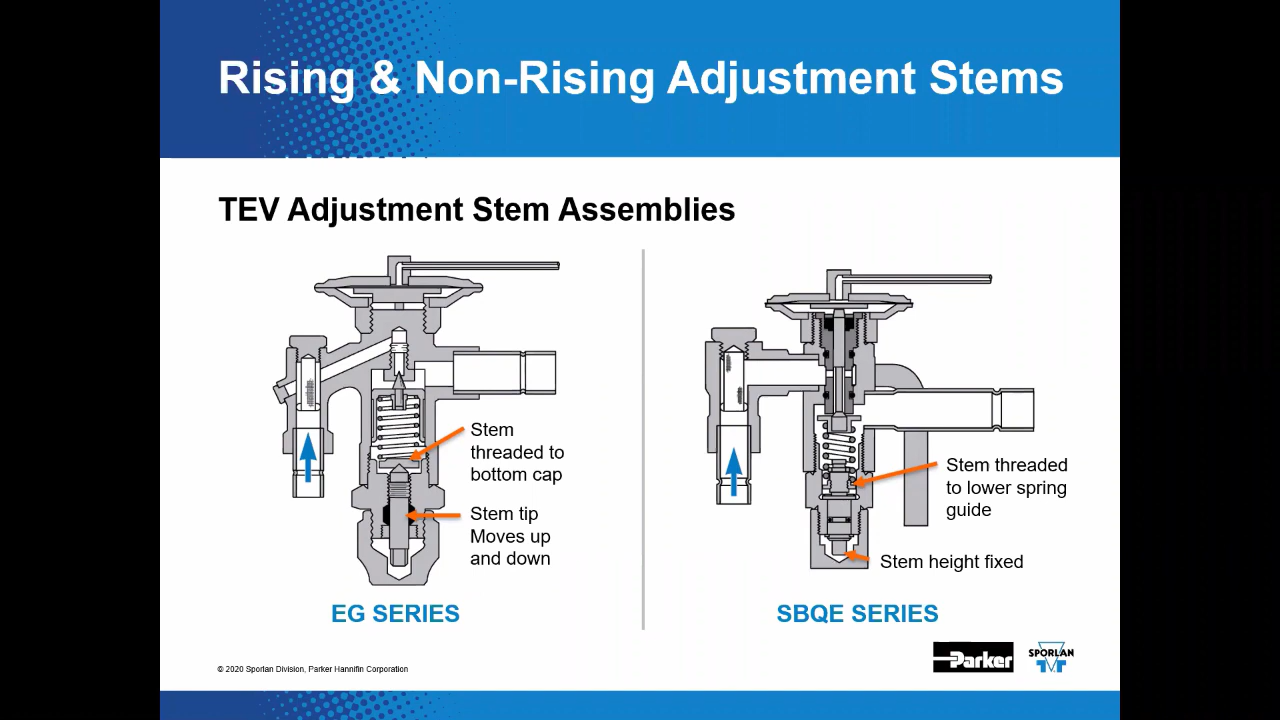 Rising & Non-Rising Adjustment Stems
TEV Adjustment Stem Assemblies
Stem
threaded to
bottom cap
Stem tip
Moves up
and down
EG SERIES
Stem threaded
to lower spring
guide
Stem height fixed
SBQE SERIES
© 2020 Sporlan Division, Parker Hannifin Corporation
Parker
SPORLAN